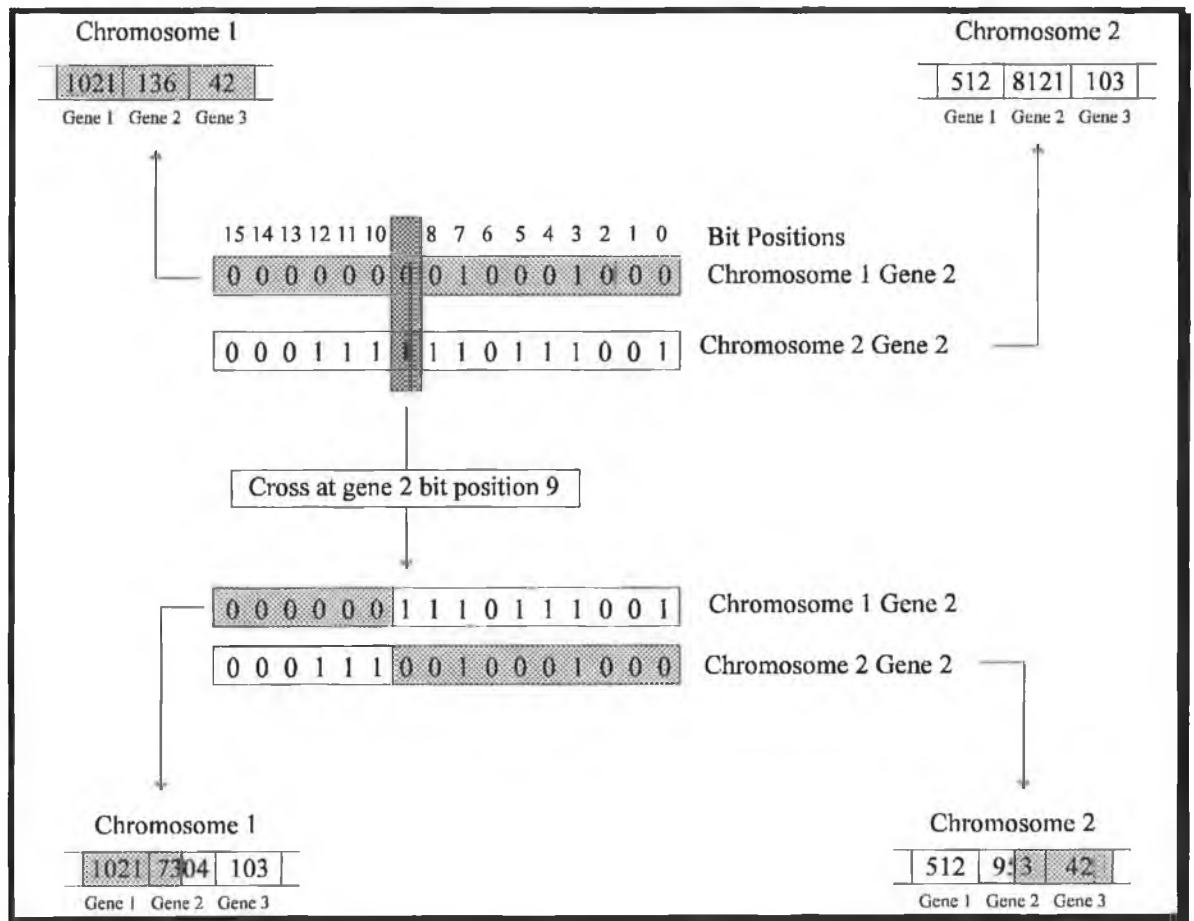 Chromosome 1
1021 136 42
Gene 1 Gene 2 Gene 3
Chromosome 2
512 8121 103
Gene 1 Gene 2 Gene 3
15 14 13 12 11 10 8 7 6 5 4 3 2 1 0 Bit Positions
0 0 0 0 0 0 0 0 1 0 0 0 1 0 0 0 Chromosome 1 Gene 2
0 0 0 1 1 1 1 1 1 0 1 1 1 0 0 1 Chromosome 2 Gene 2
Cross at gene 2 bit position 9
0 0 0 0 0 0 1 1 1 0 1 1 1 0 0 1 Chromosome 1 Gene 2
0 0 0 1 1 1 0 0 1 0 0 0 1 0 0 0 Chromosome 2 Gene 2
Chromosome 1
1021 7304 103
Gene 1 Gene 2 Gene 3
Chromosome 2
512 953 42
Gene 1 Gene 2 Gene 3